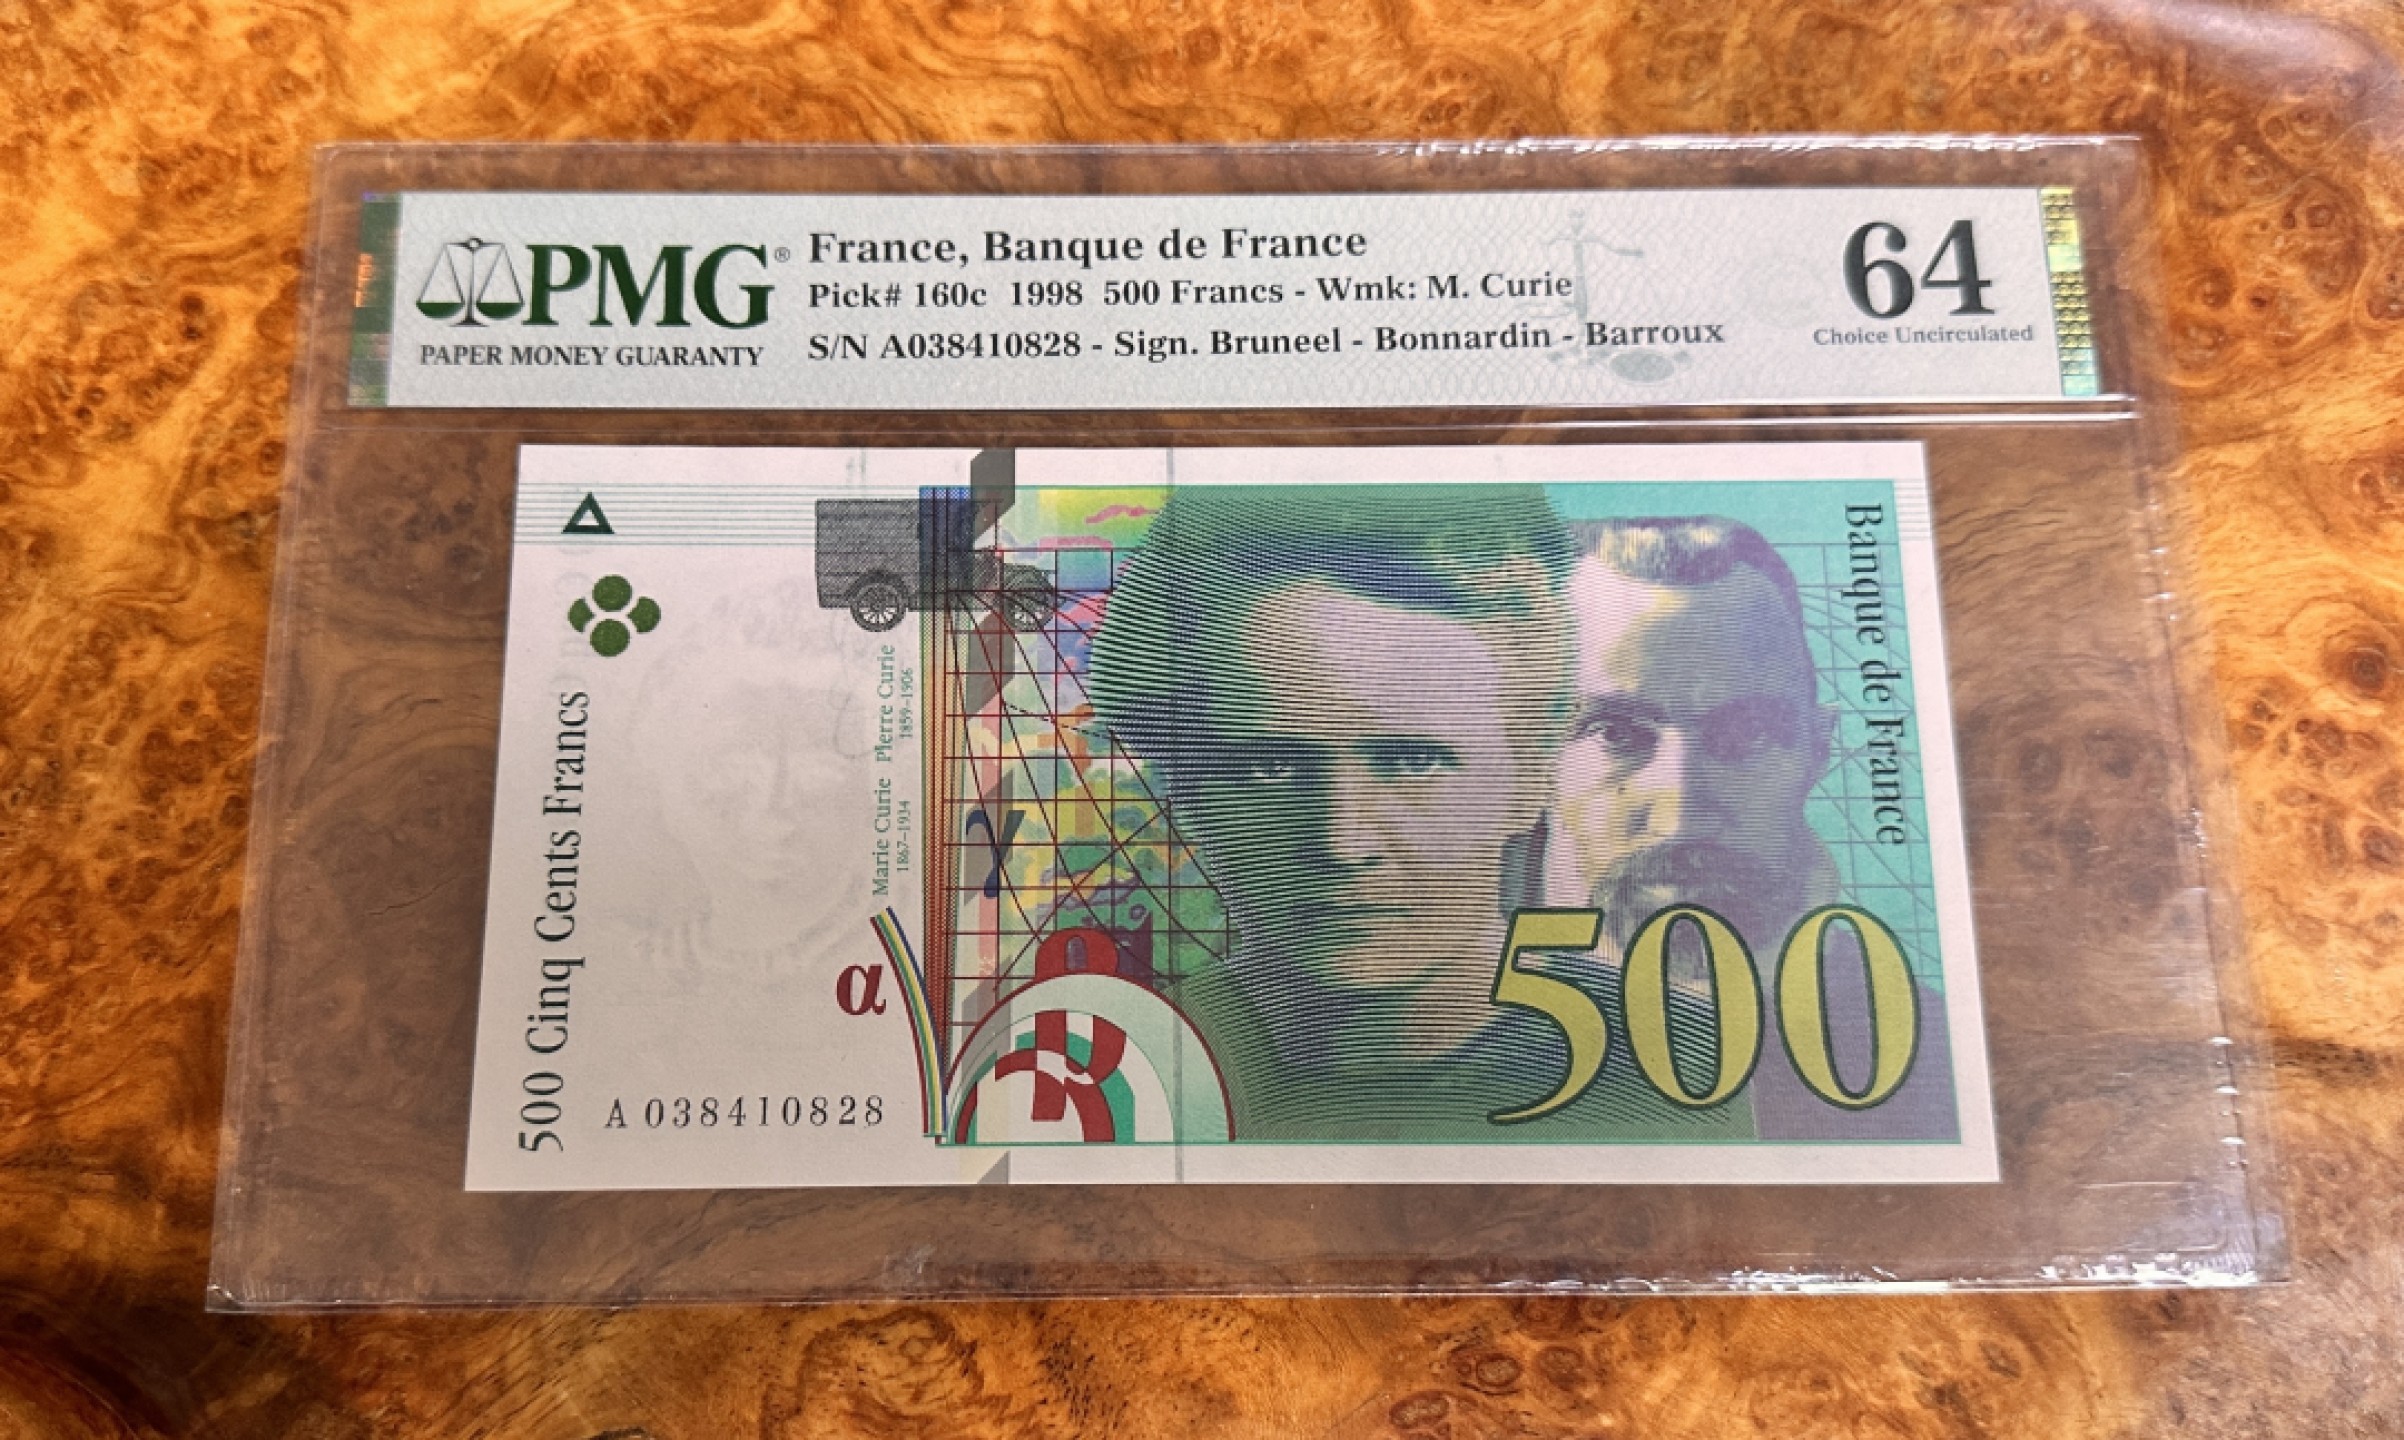 PMG®
PAPER MONEY GUARANTY
France, Banque de France
Pick# 160c 1998 500 Francs - Wmk: M. Curie
S/N A038410828 - Sign. Bruneel - Bonnardin - Barroux
64
Choice Uncirculated
500 Cinq Cents Francs
A 038410828
Marie Curie Pierre Curie
1867-1934 1859-1906
α
γ
Banque de France
500